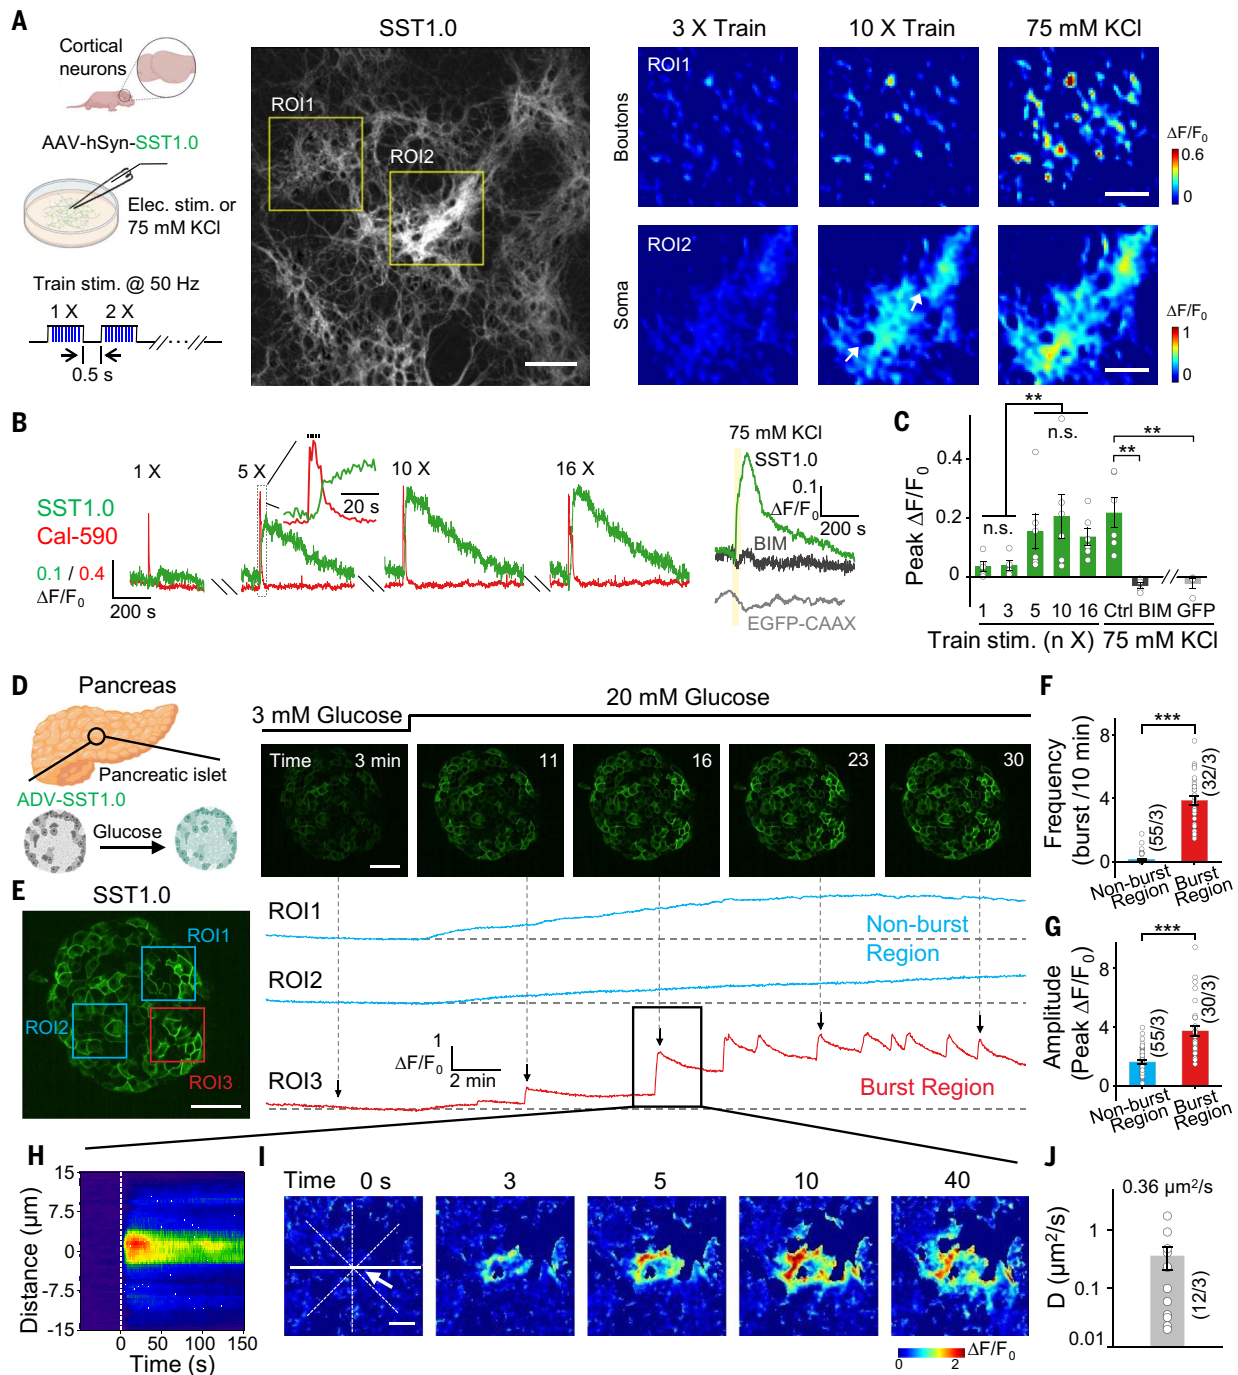 A
Cortical
neurons
AAV-hSyn-SST1.0
Elec. stim. or
75 mM KCl
Train stim. @ 50 Hz
1 X
2 X
0.5 s
SST1.0
ROI1
ROI2
3 X Train
10 X Train
75 mM KCl
Boutons
ROI1
ΔF/F0
0.6
0
Soma
ROI2
ΔF/F0
1
0
B
1 X
5 X
10 X
16 X
20 s
SST1.0
Cal-590
0.1 / 0.4
ΔF/F0
200 s
75 mM KCl
SST1.0
0.1
ΔF/F0
200 s
BIM
EGFP-CAAX
C
Peak ΔF/F0
0.4
0.2
0
n.s.
**
n.s.
**
**
1 3 5 10 16 Ctrl BIM GFP
Train stim. (n X)
75 mM KCl
D
Pancreas
Pancreatic islet
ADV-SST1.0
Glucose
3 mM Glucose
20 mM Glucose
Time 3 min
11
16
23
30
E
SST1.0
ROI1
ROI2
ROI3
ROI1
Non-burst
Region
ROI2
ROI3
1
ΔF/F0
2 min
Burst Region
F
Frequency
(burst /10 min)
8
4
0
***
(55/3)
(32/3)
Non-burst
Region
Burst
Region
G
Amplitude
(Peak ΔF/F0)
8
4
0
***
(55/3)
(30/3)
Non-burst
Region
Burst
Region
H
Distance (µm)
15
7.5
0
-7.5
-15
0 50 100 150
Time (s)
I
Time 0 s
3
5
10
40
0 2 ΔF/F0
J
0.36 µm²/s
D (µm²/s)
1
0.1
0.01
(12/3)